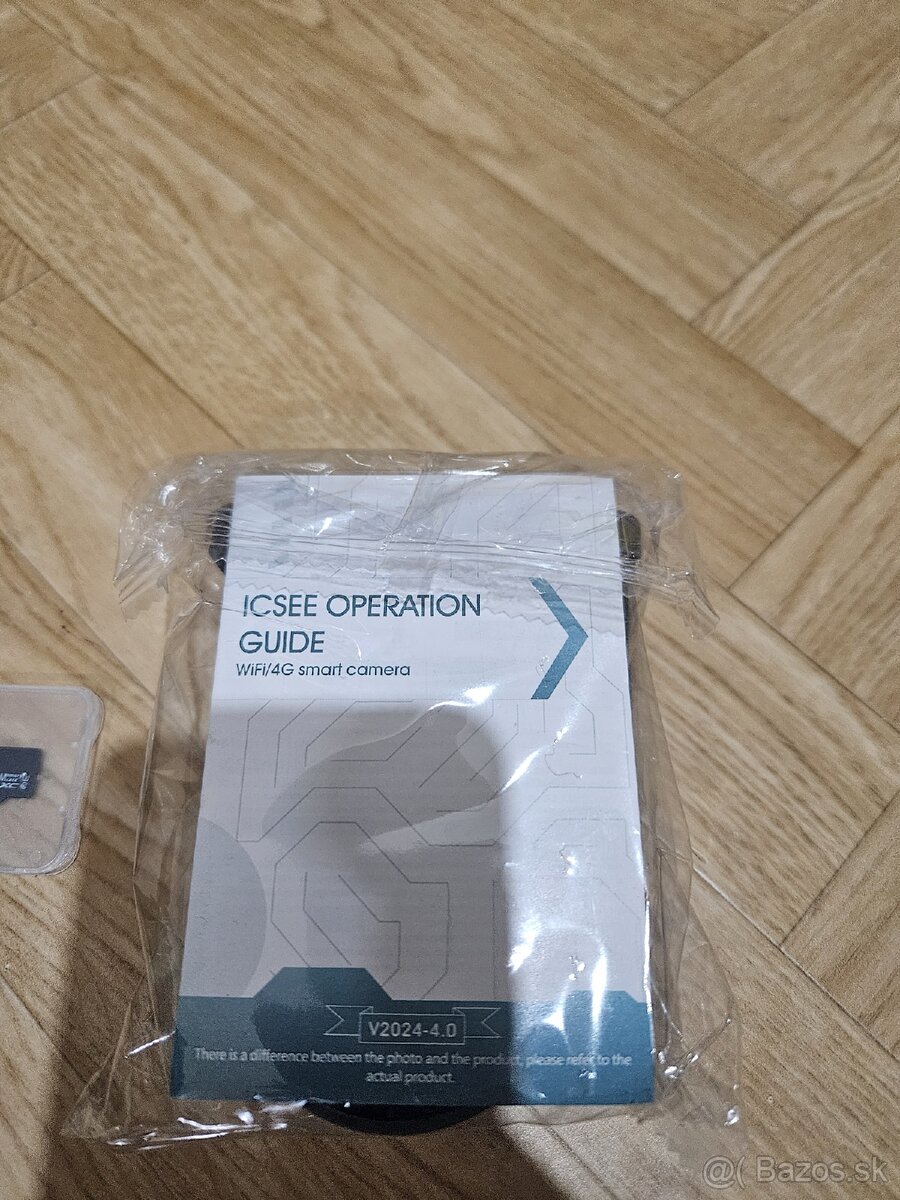 ICSEE OPERATION
GUIDE
WiFi/4G smart camera
V2024-4.0
There is a difference between the photo and the product, please refer to the
actual product.
@( Bazos.sk